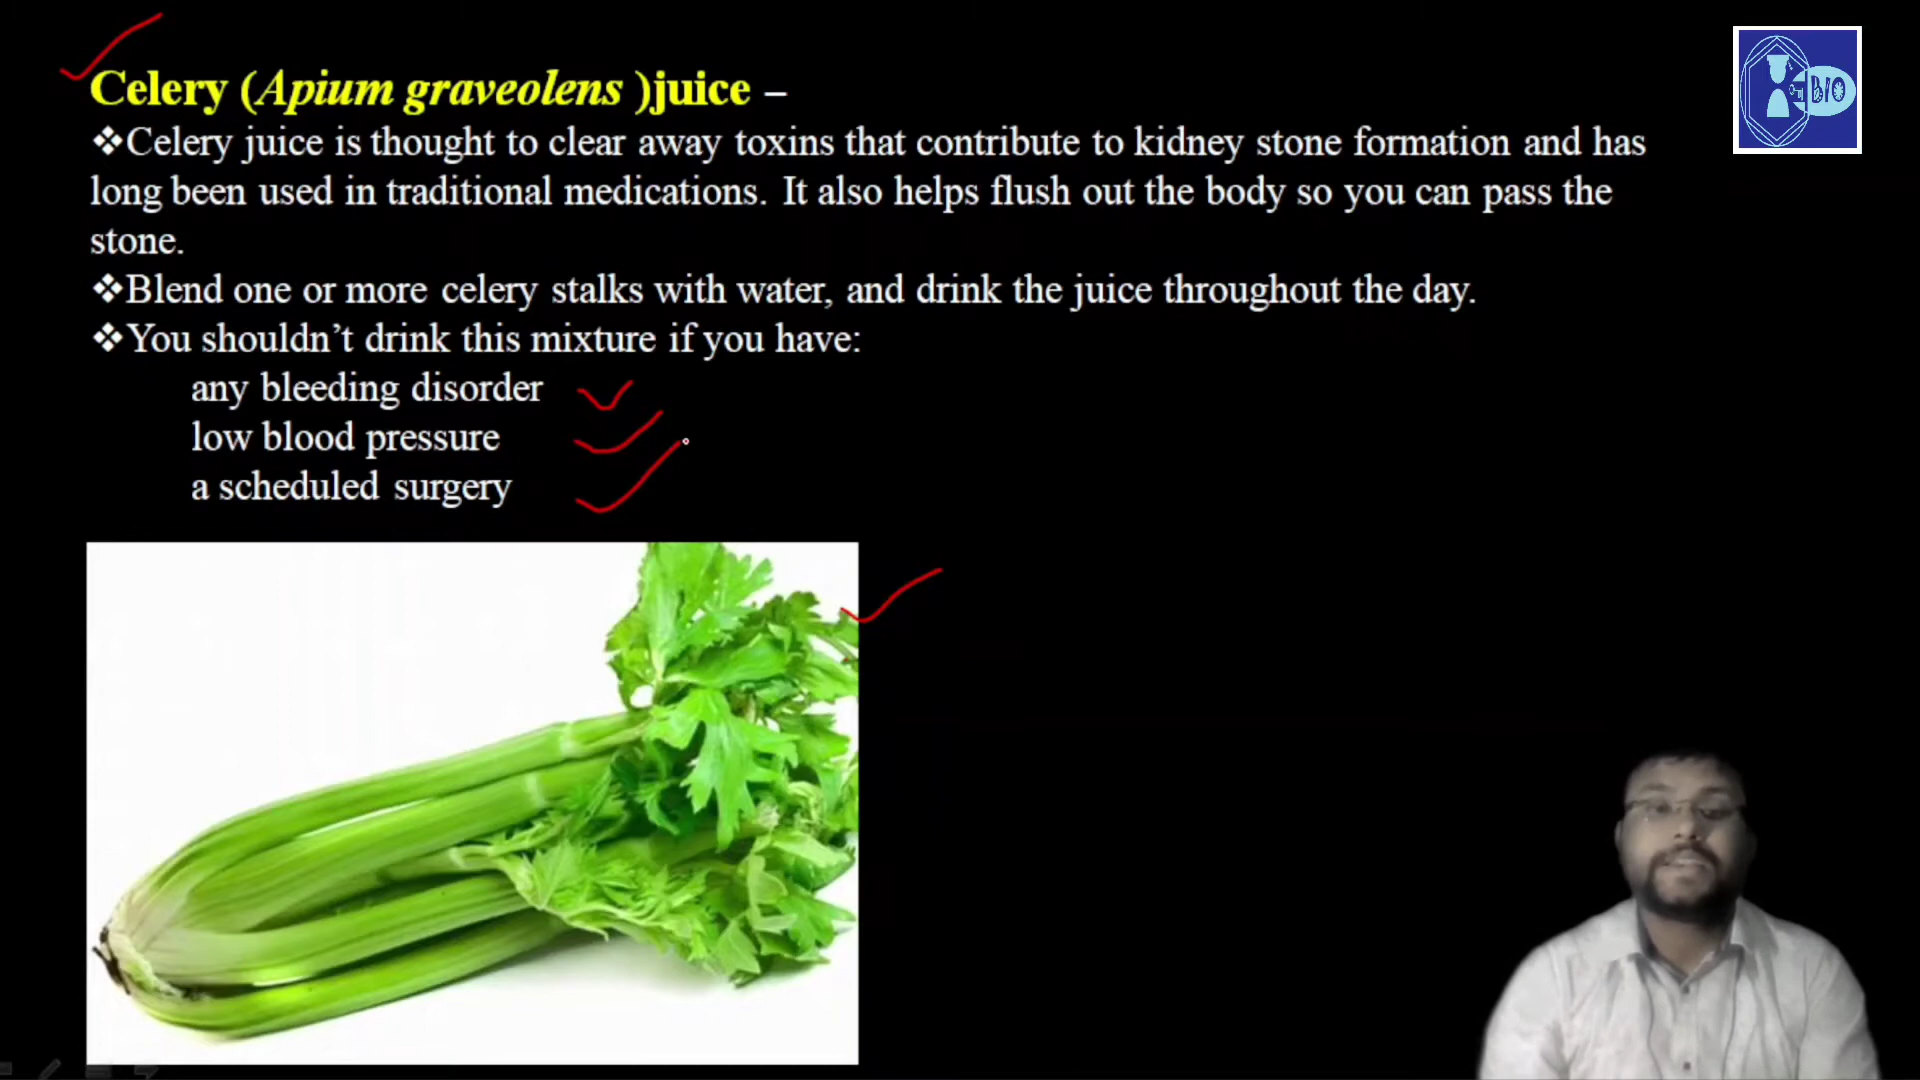 Celery (Apium graveolens )juice –
❖Celery juice is thought to clear away toxins that contribute to kidney stone formation and has
long been used in traditional medications. It also helps flush out the body so you can pass the
stone.
❖Blend one or more celery stalks with water, and drink the juice throughout the day.
❖You shouldn’t drink this mixture if you have:
any bleeding disorder
low blood pressure
a scheduled surgery
BIO